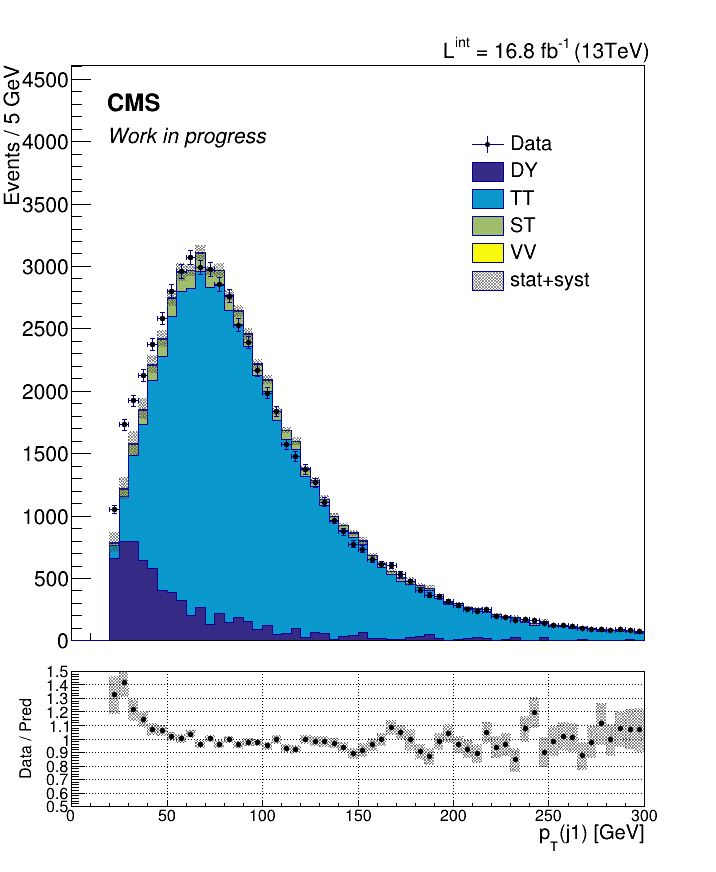 L^int = 16.8 fb^-1 (13TeV)
Events / 5 GeV
4500
4000
3500
3000
2500
2000
1500
1000
500
0
CMS
Work in progress
Data
DY
TT
ST
VV
stat+syst
Data / Pred
1.5
1.4
1.3
1.2
1.1
1
0.9
0.8
0.7
0.6
0.5
0 50 100 150 200 250 300
p_T(j1) [GeV]